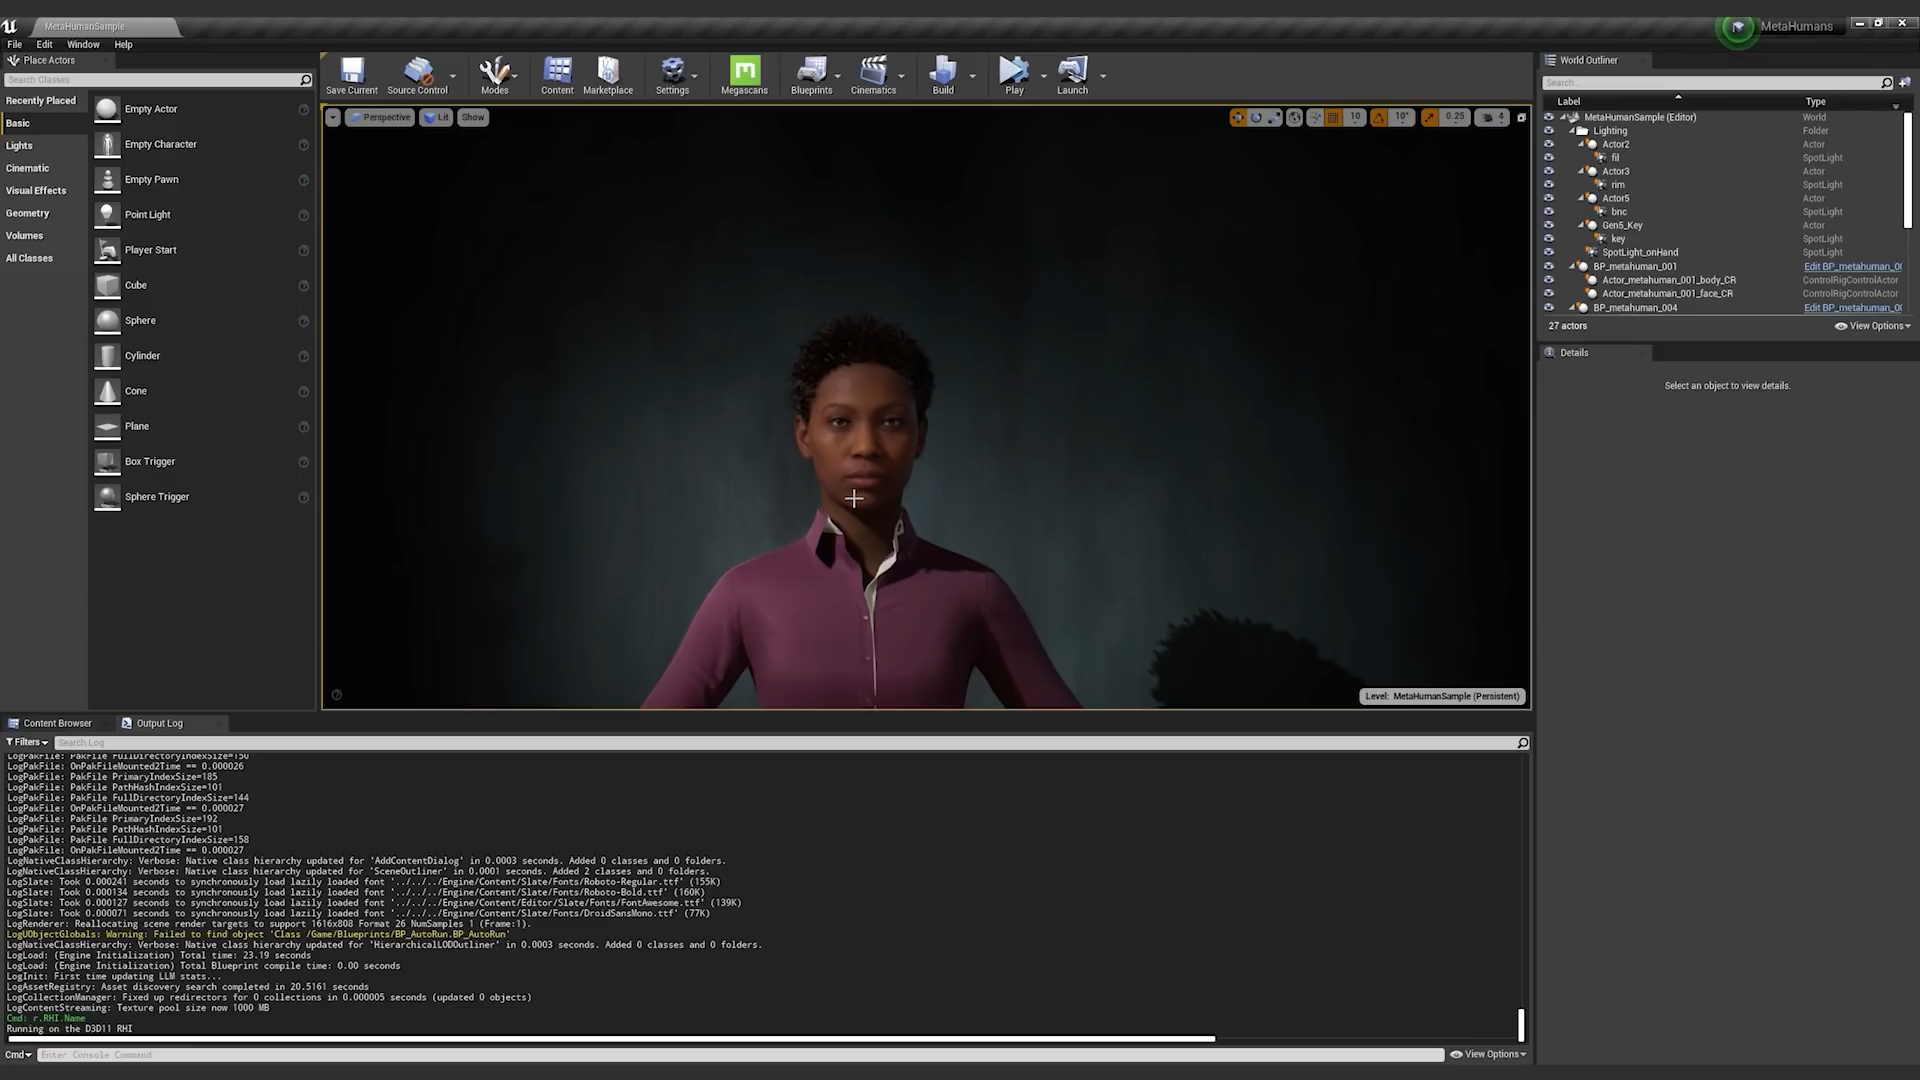 MetaHumanSample
MetaHumans
File Edit Window Help
Place Actors
Search Classes
Recently Placed
Basic
Lights
Cinematic
Visual Effects
Geometry
Volumes
All Classes
Empty Actor
Empty Character
Empty Pawn
Point Light
Player Start
Cube
Sphere
Cylinder
Cone
Plane
Box Trigger
Sphere Trigger
Save Current Source Control Modes Content Marketplace Settings Megascans Blueprints Cinematics Build Play Launch
Perspective Lit Show
10 10° 0.25 4
Level: MetaHumanSample (Persistent)
World Outliner
Search...
Label Type
MetaHumanSample (Editor) World
Lighting Folder
Actor2 Actor
fil SpotLight
Actor3 Actor
rim SpotLight
Actor5 Actor
bnc SpotLight
Gen5_Key Actor
key SpotLight
SpotLight_onHand SpotLight
BP_metahuman_001 Edit BP_metahuman_0(
Actor_metahuman_001_body_CR ControlRigControlActor
Actor_metahuman_001_face_CR ControlRigControlActor
BP_metahuman_004 Edit BP_metahuman_0(
27 actors View Options
Details
Select an object to view details.
Content Browser Output Log
Filters Search Log
LogPakFile: PakFile FullDirectoryIndexSize=150
LogPakFile: OnPakFileMounted2Time == 0.000026
LogPakFile: PakFile PrimaryIndexSize=185
LogPakFile: PakFile PathHashIndexSize=101
LogPakFile: PakFile FullDirectoryIndexSize=144
LogPakFile: OnPakFileMounted2Time == 0.000027
LogPakFile: PakFile PrimaryIndexSize=192
LogPakFile: PakFile PathHashIndexSize=101
LogPakFile: PakFile FullDirectoryIndexSize=158
LogPakFile: OnPakFileMounted2Time == 0.000027
LogNativeClassHierarchy: Verbose: Native class hierarchy updated for 'AddContentDialog' in 0.0003 seconds. Added 0 classes and 0 folders.
LogNativeClassHierarchy: Verbose: Native class hierarchy updated for 'SceneOutliner' in 0.0001 seconds. Added 2 classes and 0 folders.
LogSlate: Took 0.000241 seconds to synchronously load lazily loaded font '../../../Engine/Content/Slate/Fonts/Roboto-Regular.ttf' (155K)
LogSlate: Took 0.000134 seconds to synchronously load lazily loaded font '../../../Engine/Content/Slate/Fonts/Roboto-Bold.ttf' (160K)
LogSlate: Took 0.000127 seconds to synchronously load lazily loaded font '../../../Engine/Content/Editor/Slate/Fonts/FontAwesome.ttf' (139K)
LogSlate: Took 0.000071 seconds to synchronously load lazily loaded font '../../../Engine/Content/Slate/Fonts/DroidSansMono.ttf' (77K)
LogRenderer: Reallocating scene render targets to support 1616x808 Format 26 NumSamples 1 (Frame:1).
LogUObjectGlobals: Warning: Failed to find object 'Class /Game/Blueprints/BP_AutoRun.BP_AutoRun'
LogNativeClassHierarchy: Verbose: Native class hierarchy updated for 'HierarchicalLODOutliner' in 0.0003 seconds. Added 0 classes and 0 folders.
LogLoad: (Engine Initialization) Total time: 23.19 seconds
LogLoad: (Engine Initialization) Total Blueprint compile time: 0.00 seconds
LogInit: First time updating LLM stats...
LogAssetRegistry: Asset discovery search completed in 20.5161 seconds
LogCollectionManager: Fixed up redirectors for 0 collections in 0.000005 seconds (updated 0 objects)
LogContentStreaming: Texture pool size now 1000 MB
Cmd: r.RHI.Name
Running on the D3D11 RHI
Cmd Enter Console Command View Options